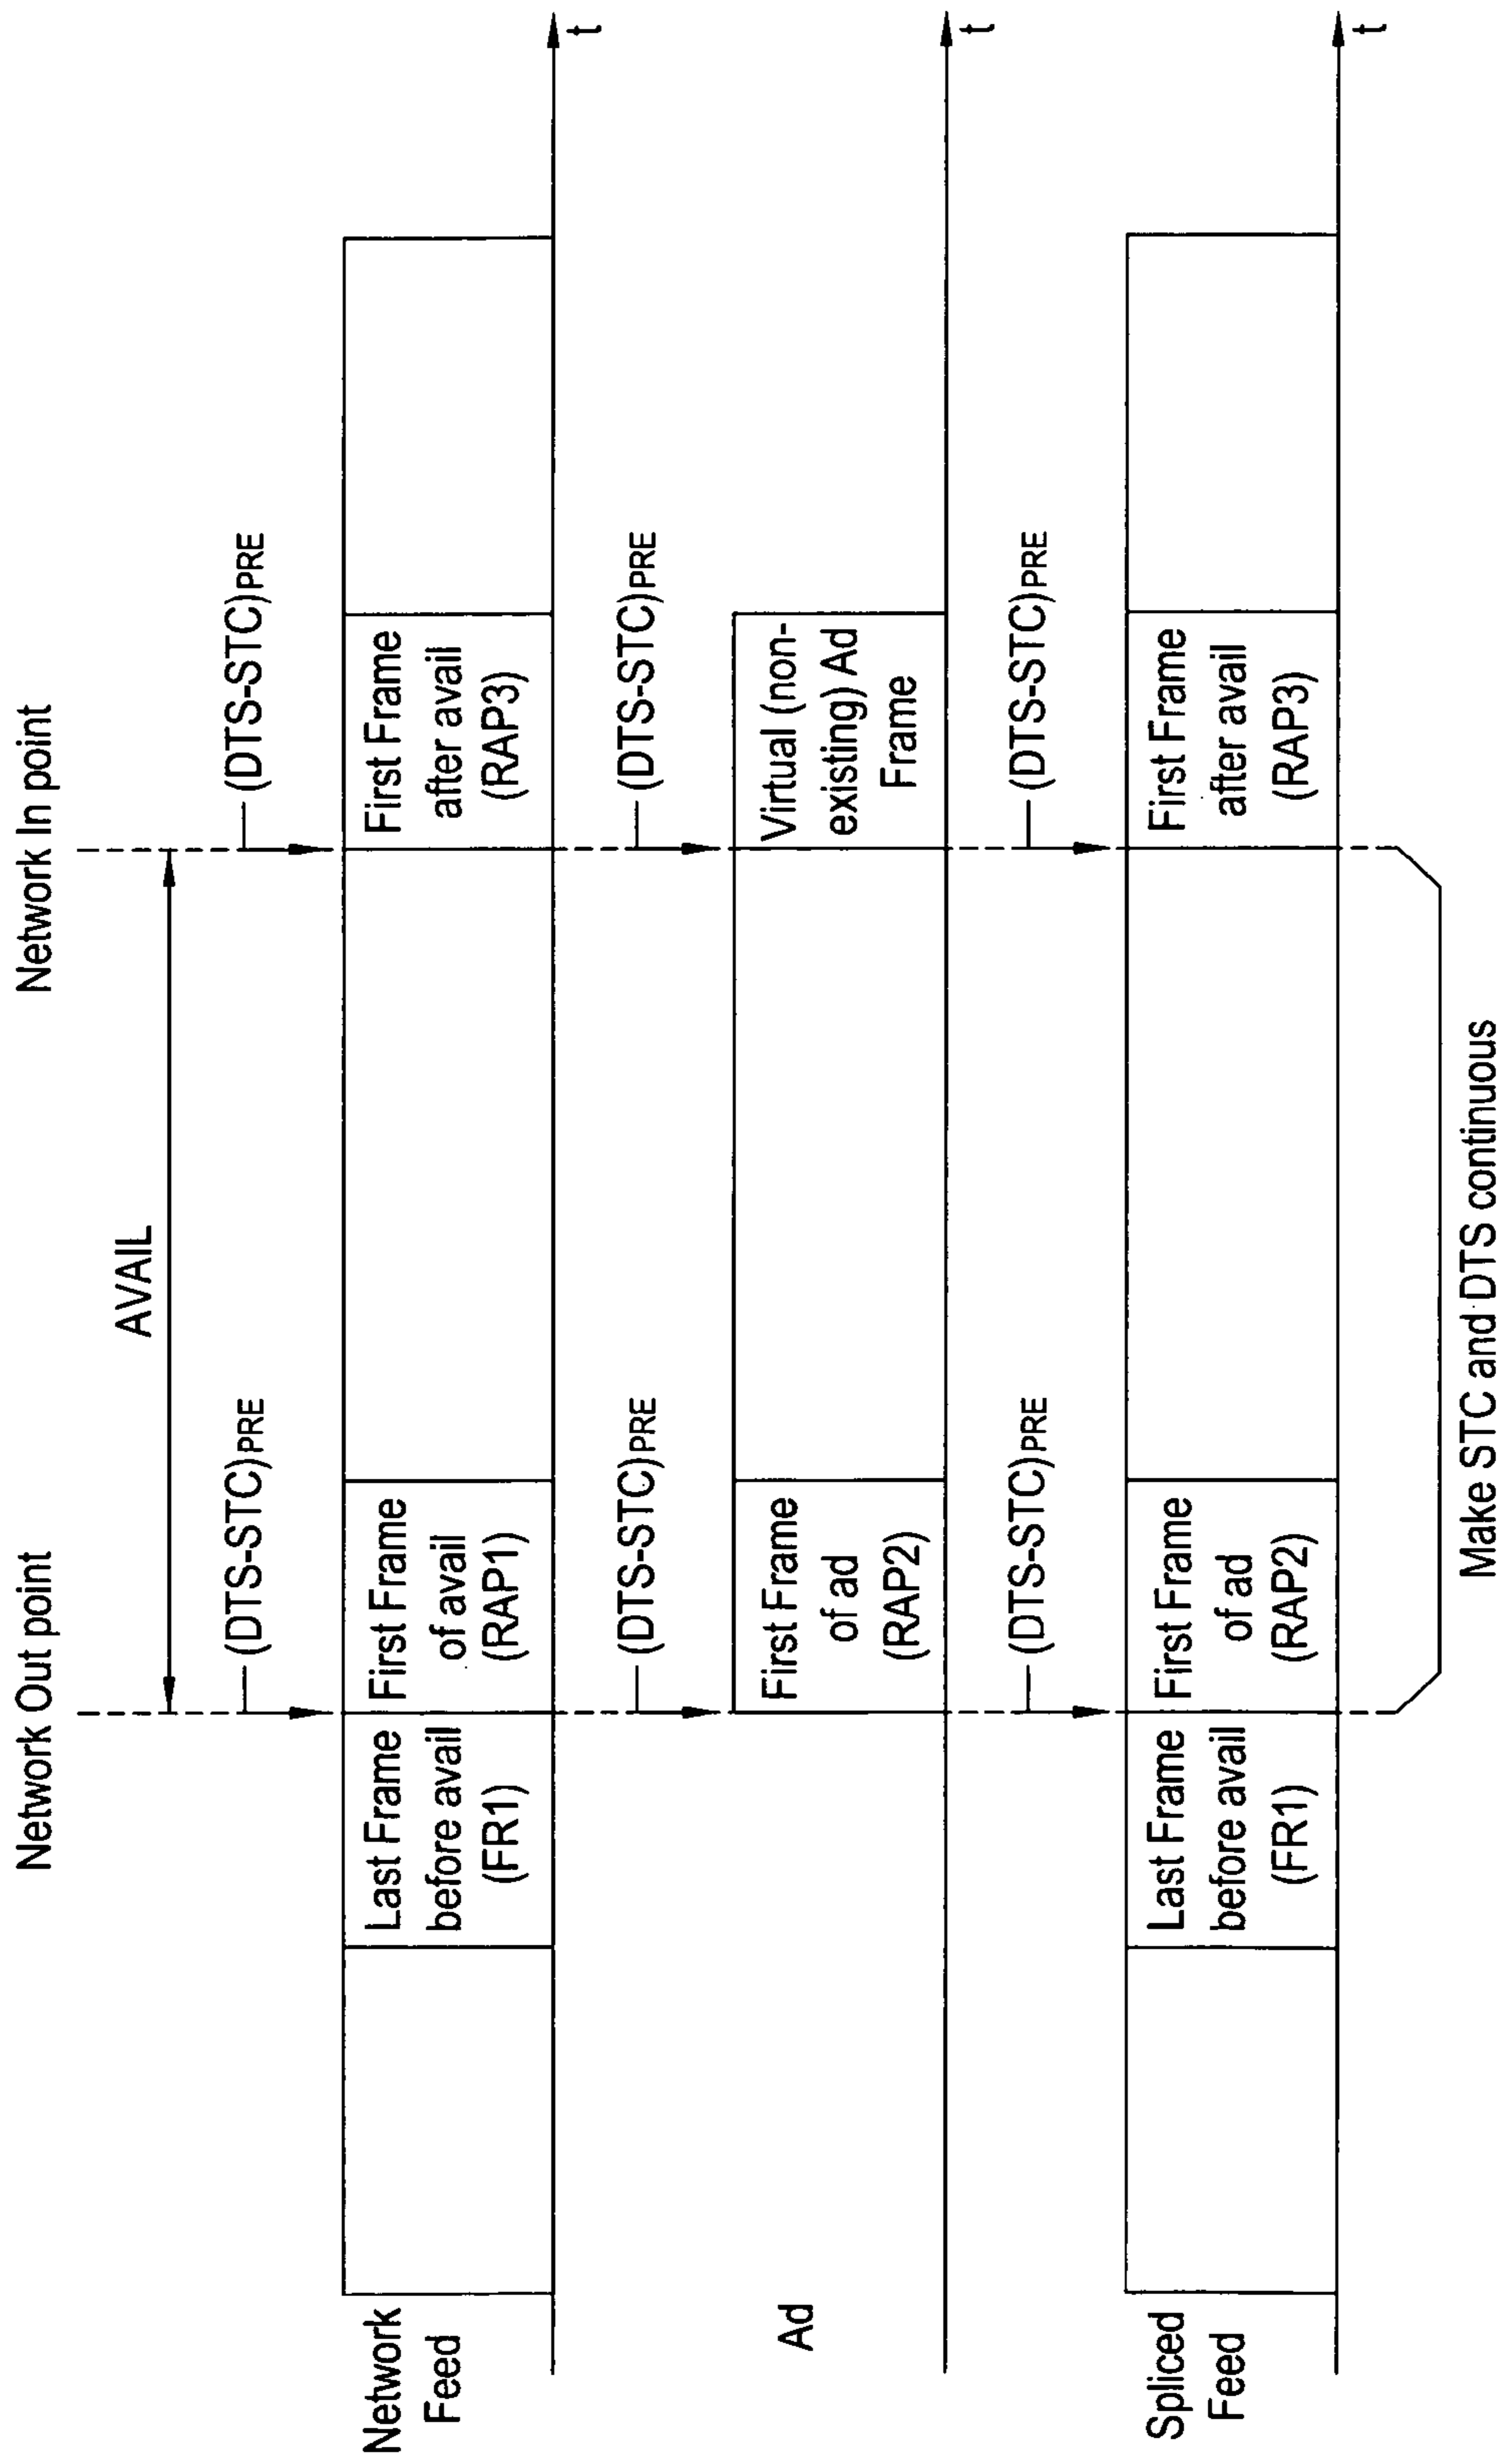 Network Out point
Network In point
AVAIL
(DTS-STC)PRE
(DTS-STC)PRE
Network
Feed
Last Frame
before avail
(FR1)
First Frame
of avail
(RAP1)
First Frame
after avail
(RAP3)
t
(DTS-STC)PRE
(DTS-STC)PRE
Ad
First Frame
of ad
(RAP2)
Virtual (non-
existing) Ad
Frame
t
(DTS-STC)PRE
(DTS-STC)PRE
Spliced
Feed
Last Frame
before avail
(FR1)
First Frame
of ad
(RAP2)
First Frame
after avail
(RAP3)
t
Make STC and DTS continuous